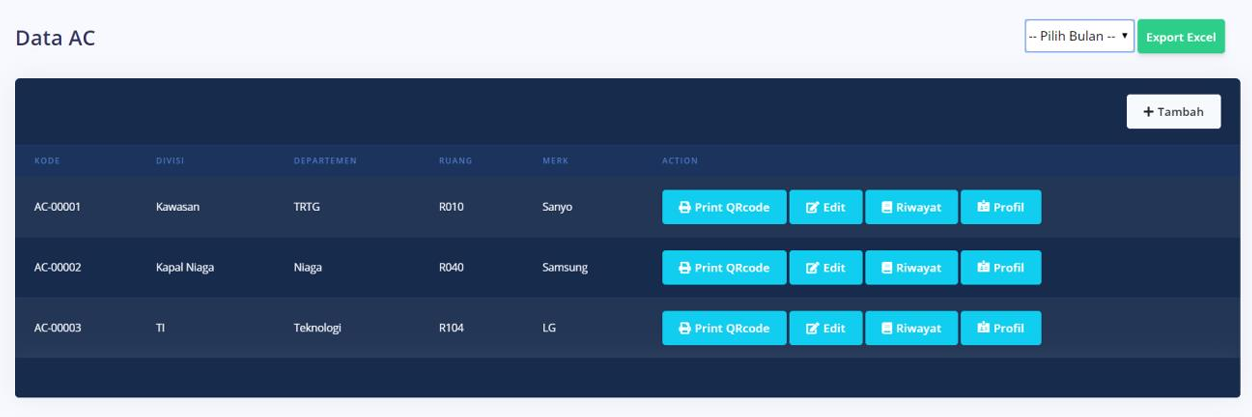 Data AC
-- Pilih Bulan -- Export Excel
Tambah
KODE DIVISI DEPARTEMEN RUANG MERK ACTION
AC-00001 Kawasan TRTG R010 Sanyo Print QRcode Edit Riwayat Profil
AC-00002 Kapal Niaga Niaga R040 Samsung Print QRcode Edit Riwayat Profil
AC-00003 TI Teknologi R104 LG Print QRcode Edit Riwayat Profil